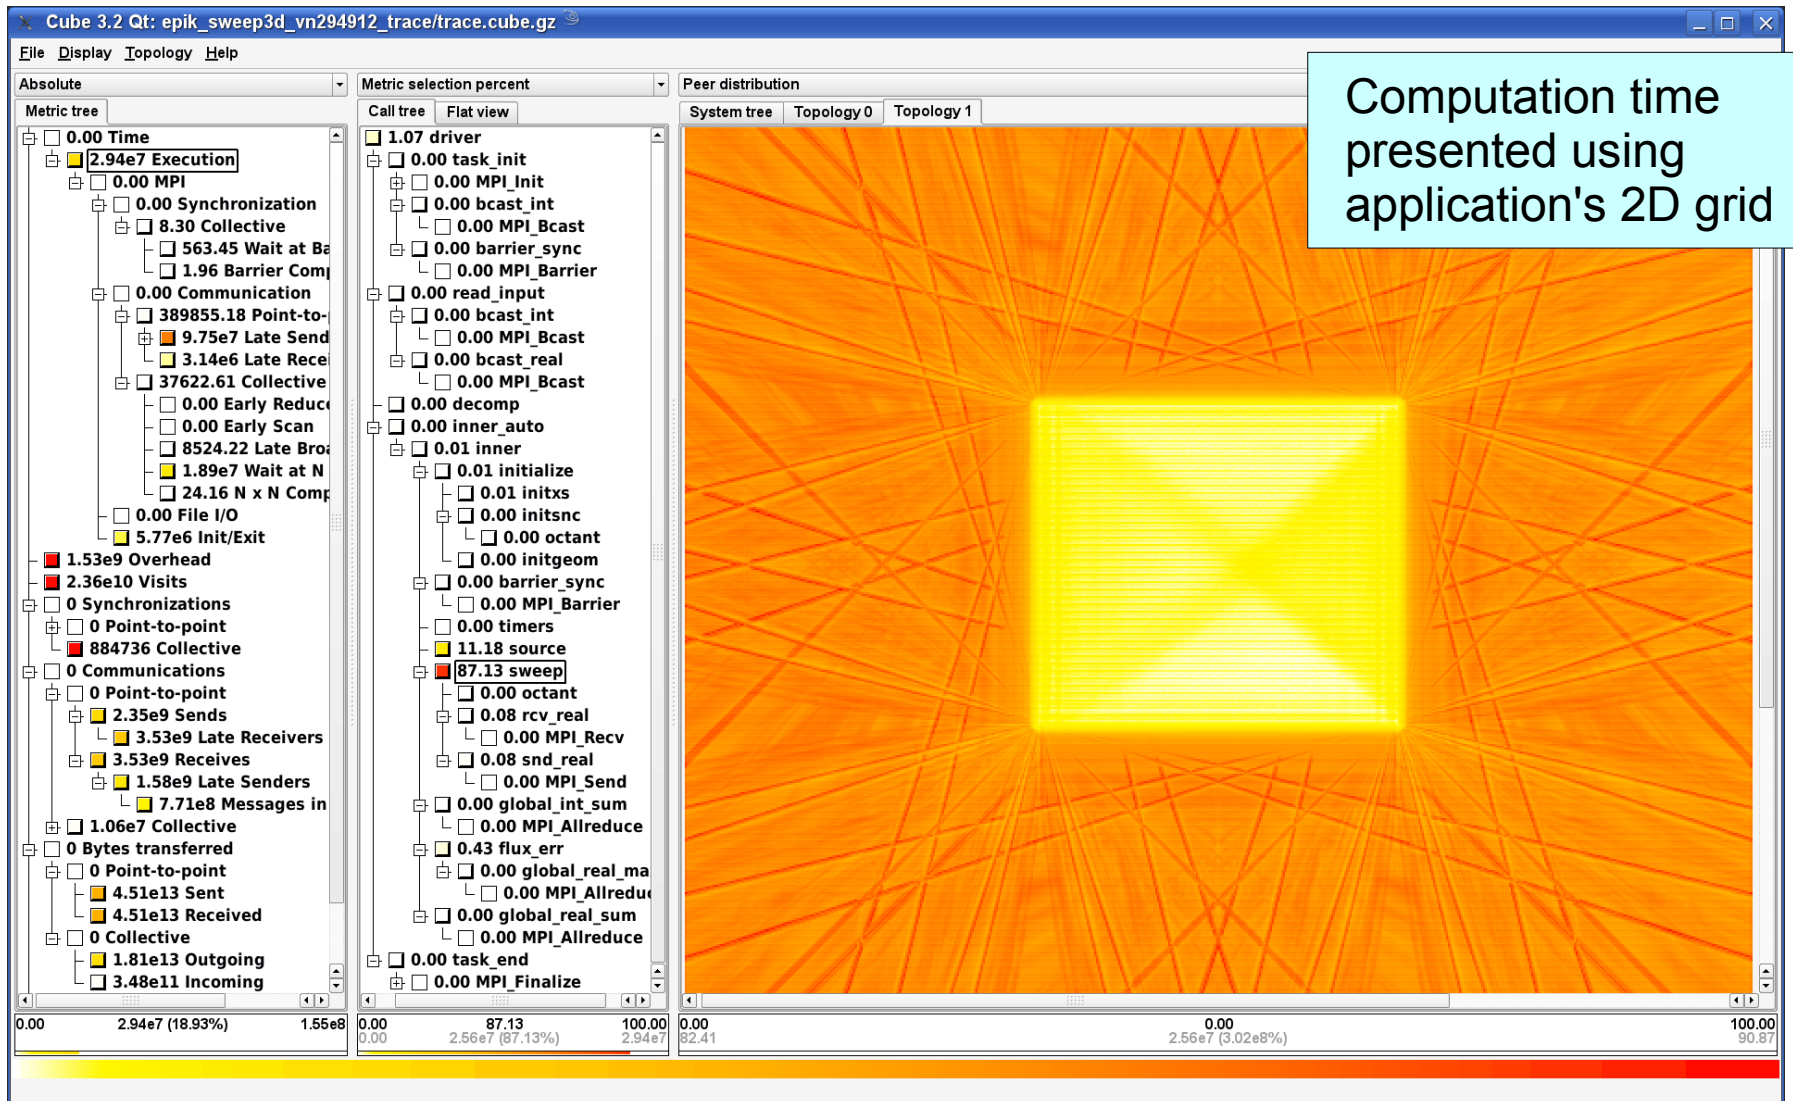 Cube 3.2 Qt: epik_sweep3d_vn294912_trace/trace.cube.gz
File Display Topology Help
Computation time
presented using
application's 2D grid
Absolute
Metric tree
0.00 Time
2.94e7 Execution
0.00 MPI
0.00 Synchronization
8.30 Collective
563.45 Wait at Ba
1.96 Barrier Comp
0.00 Communication
389855.18 Point-to-p
9.75e7 Late Send
3.14e6 Late Recei
37622.61 Collective
0.00 Early Reduce
0.00 Early Scan
8524.22 Late Broa
1.89e7 Wait at N
24.16 N x N Comp
0.00 File I/O
5.77e6 Init/Exit
1.53e9 Overhead
2.36e10 Visits
0 Synchronizations
0 Point-to-point
884736 Collective
0 Communications
0 Point-to-point
2.35e9 Sends
3.53e9 Late Receivers
3.53e9 Receives
1.58e9 Late Senders
7.71e8 Messages in
1.06e7 Collective
0 Bytes transferred
0 Point-to-point
4.51e13 Sent
4.51e13 Received
0 Collective
1.81e13 Outgoing
3.48e11 Incoming
0.00 2.94e7 (18.93%) 1.55e8
Metric selection percent
Call tree Flat view
1.07 driver
0.00 task_init
0.00 MPI_Init
0.00 bcast_int
0.00 MPI_Bcast
0.00 barrier_sync
0.00 MPI_Barrier
0.00 read_input
0.00 bcast_int
0.00 MPI_Bcast
0.00 bcast_real
0.00 MPI_Bcast
0.00 decomp
0.00 inner_auto
0.01 inner
0.01 initialize
0.01 initxs
0.00 initsnc
0.00 octant
0.00 initgeom
0.00 barrier_sync
0.00 MPI_Barrier
0.00 timers
11.18 source
87.13 sweep
0.00 octant
0.08 rcv_real
0.00 MPI_Recv
0.08 snd_real
0.00 MPI_Send
0.00 global_int_sum
0.00 MPI_Allreduce
0.43 flux_err
0.00 global_real_ma
0.00 MPI_Allredu
0.00 global_real_sum
0.00 MPI_Allreduce
0.00 task_end
0.00 MPI_Finalize
0.00 87.13 100.00
0.00 2.56e7 (87.13%) 2.94e7
Peer distribution
System tree Topology 0 Topology 1
0.00 0.00 100.00
82.41 2.56e7 (3.02e8%) 90.87